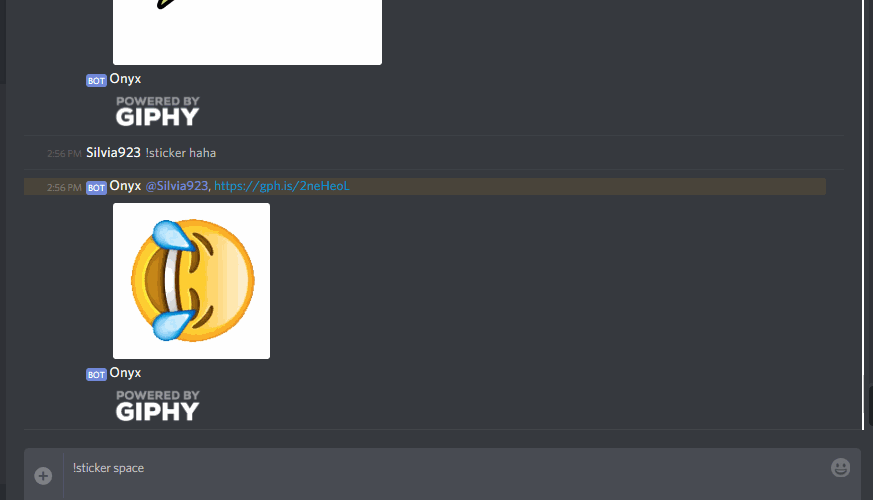 BOT Onyx
POWERED BY
GIPHY
2:56 PM Silvia923 !sticker haha
2:56 PM BOT Onyx @Silvia923, https://gph.is/2neHeoL
BOT Onyx
POWERED BY
GIPHY
!sticker space